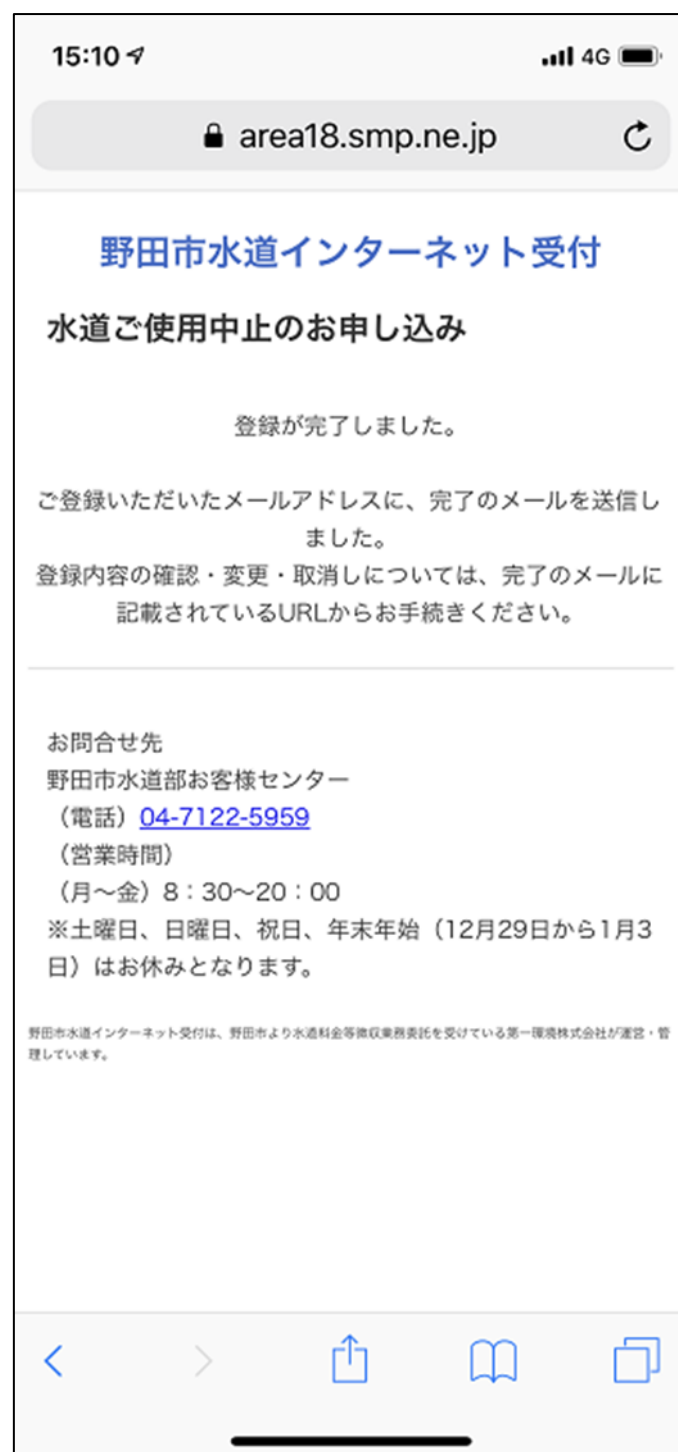 15:10
4G
area18.smp.ne.jp
野田市水道インターネット受付
水道ご使用中止のお申し込み
登録が完了しました。
ご登録いただいたメールアドレスに、完了のメールを送信し
ました。
登録内容の確認・変更・取消しについては、完了のメールに
記載されているURLからお手続きください。
お問合せ先
野田市水道部お客様センター
（電話）04-7122-5959
（営業時間）
（月～金）8：30～20：00
※土曜日、日曜日、祝日、年末年始（12月29日から1月3
日）はお休みとなります。
野田市水道インターネット受付は、野田市より水道料金等徴収業務委託を受けている第一環境株式会社が運営・管
理しています。